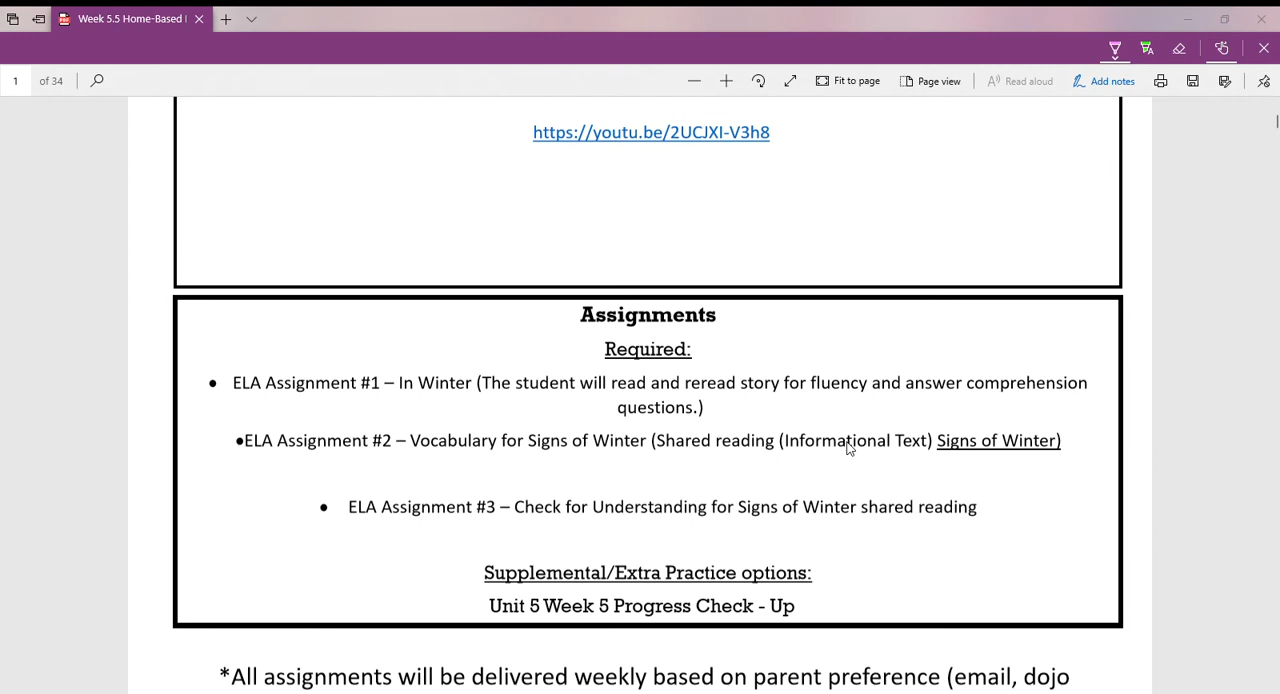 Week 5.5 Home-Based
1 of 34
Fit to page
Page view
Read aloud
Add notes
https://youtu.be/2UCJXI-V3h8
Assignments
Required:
• ELA Assignment #1 – In Winter (The student will read and reread story for fluency and answer comprehension
questions.)
•ELA Assignment #2 – Vocabulary for Signs of Winter (Shared reading (Informational Text) Signs of Winter)
• ELA Assignment #3 – Check for Understanding for Signs of Winter shared reading
Supplemental/Extra Practice options:
Unit 5 Week 5 Progress Check - Up
*All assignments will be delivered weekly based on parent preference (email, dojo